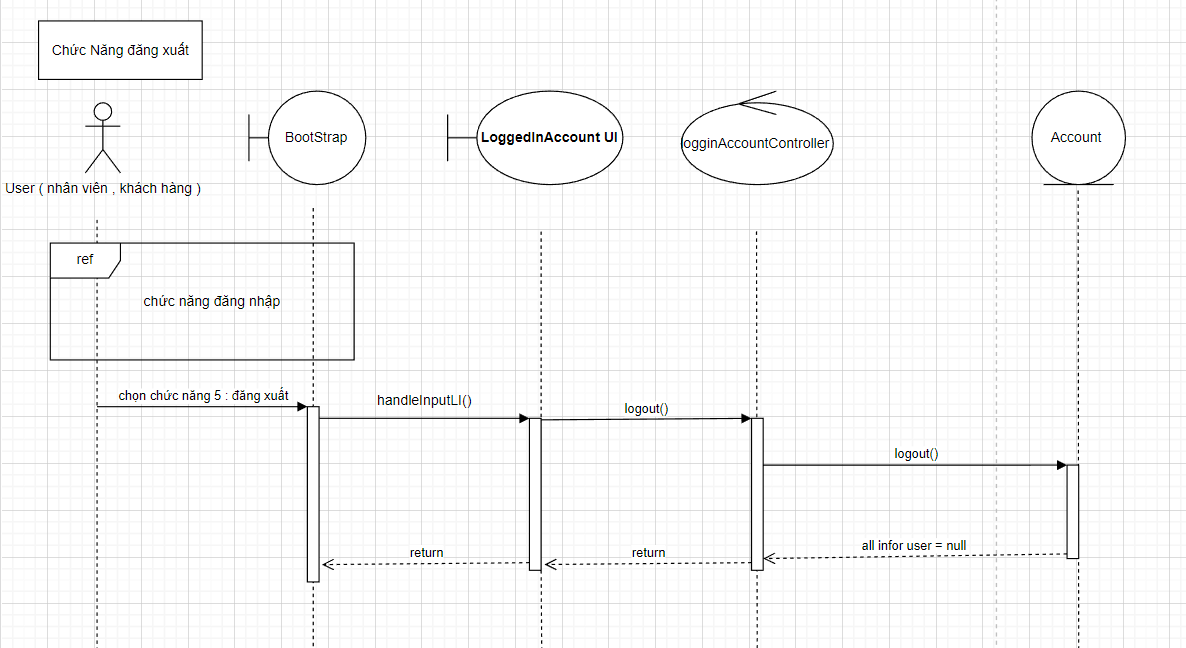 Chức Năng đăng xuất
BootStrap
LoggedInAccount UI
ogginAccountController
Account
User ( nhân viên , khách hàng )
ref
chức năng đăng nhập
chọn chức năng 5 : đăng xuất
handleInputLI()
logout()
logout()
all infor user = null
return
return